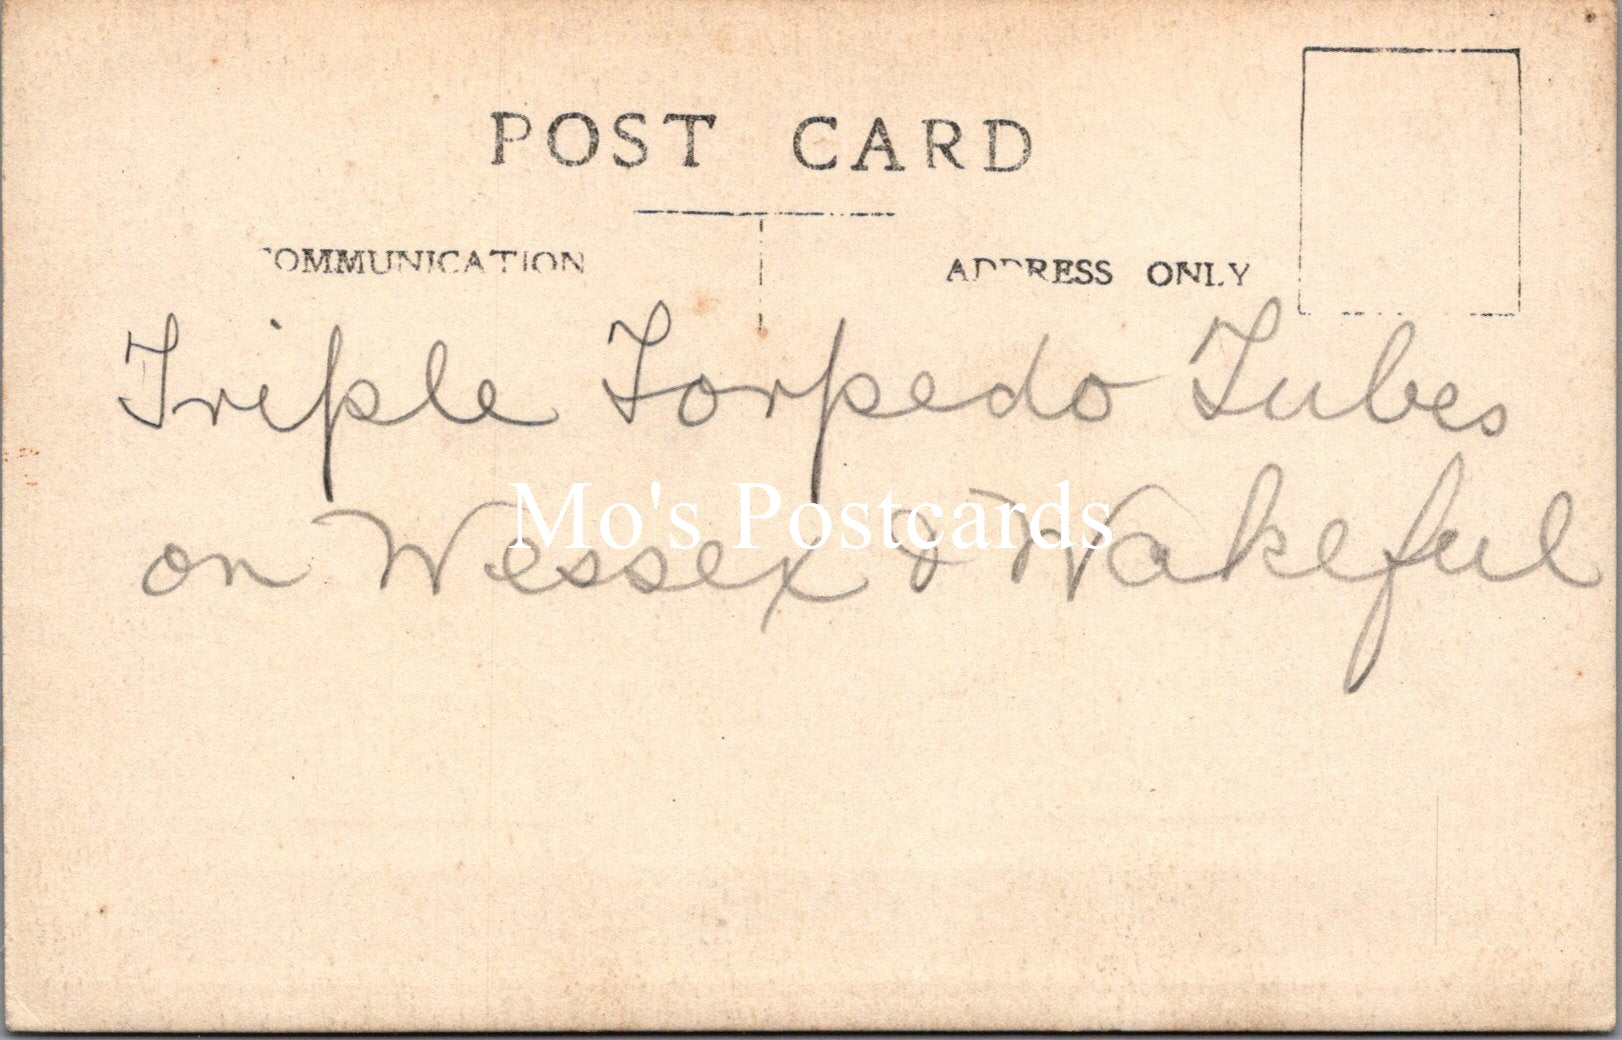 POST CARD
COMMUNICATION
ADDRESS ONLY
Triple Torpedo Tubes
on Wessex & Wakeful
Mo's Postcards